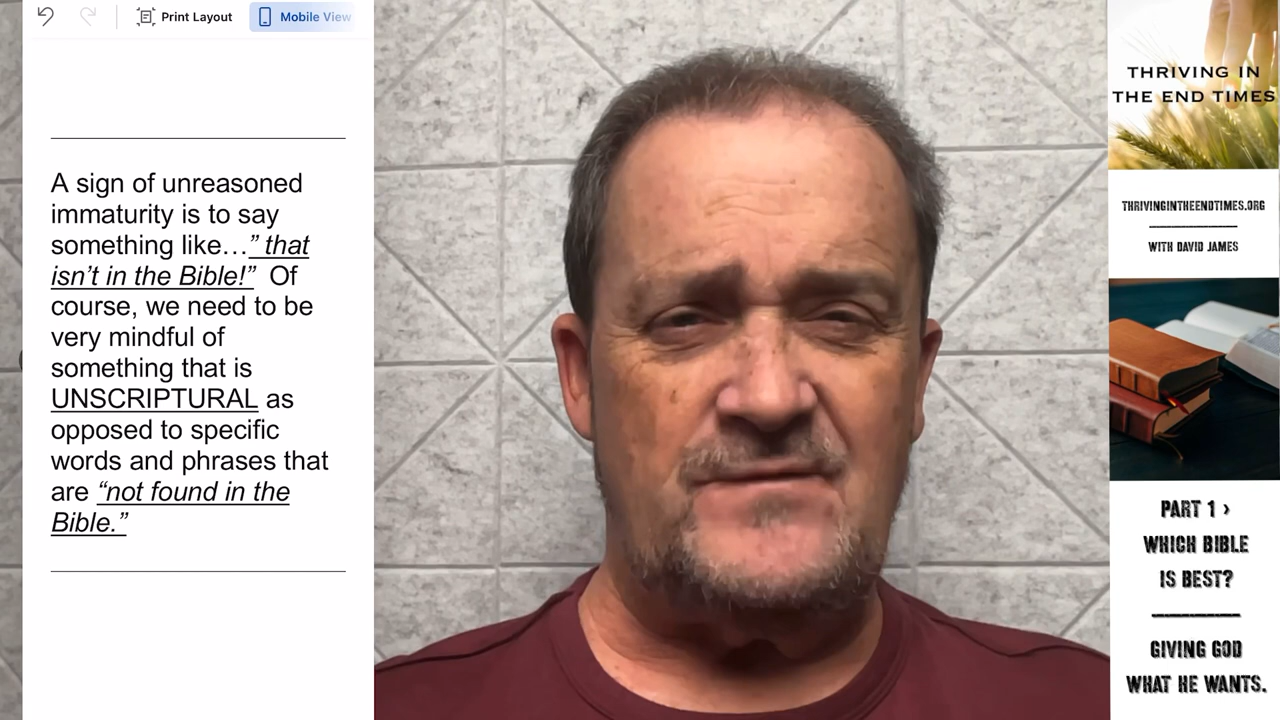 Print Layout
Mobile View
A sign of unreasoned
immaturity is to say
something like…” that
isn’t in the Bible!”  Of
course, we need to be
very mindful of
something that is
UNSCRIPTURAL as
opposed to specific
words and phrases that
are “not found in the
Bible.”
THRIVING IN
THE END TIMES
THRIVINGINTHEENDTIMES.ORG
WITH DAVID JAMES
PART 1 ›
WHICH BIBLE
IS BEST?
GIVING GOD
WHAT HE WANTS.